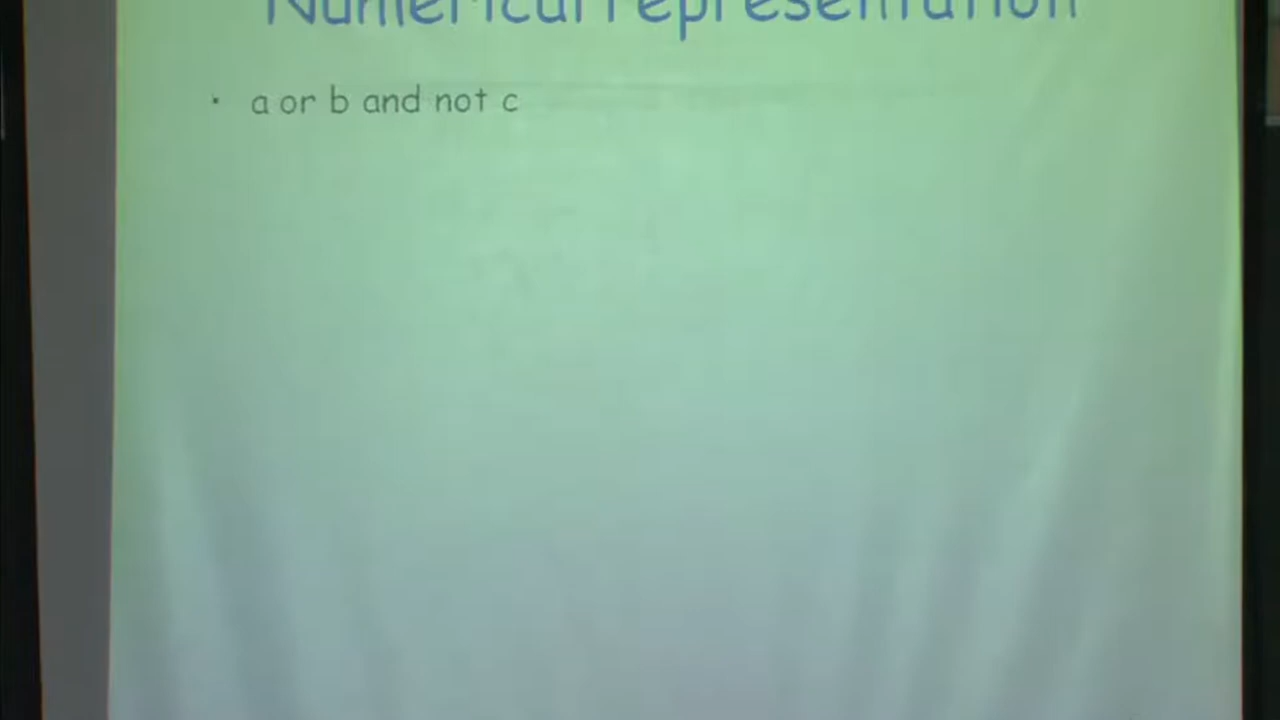 Numerical representation
• a or b and not c